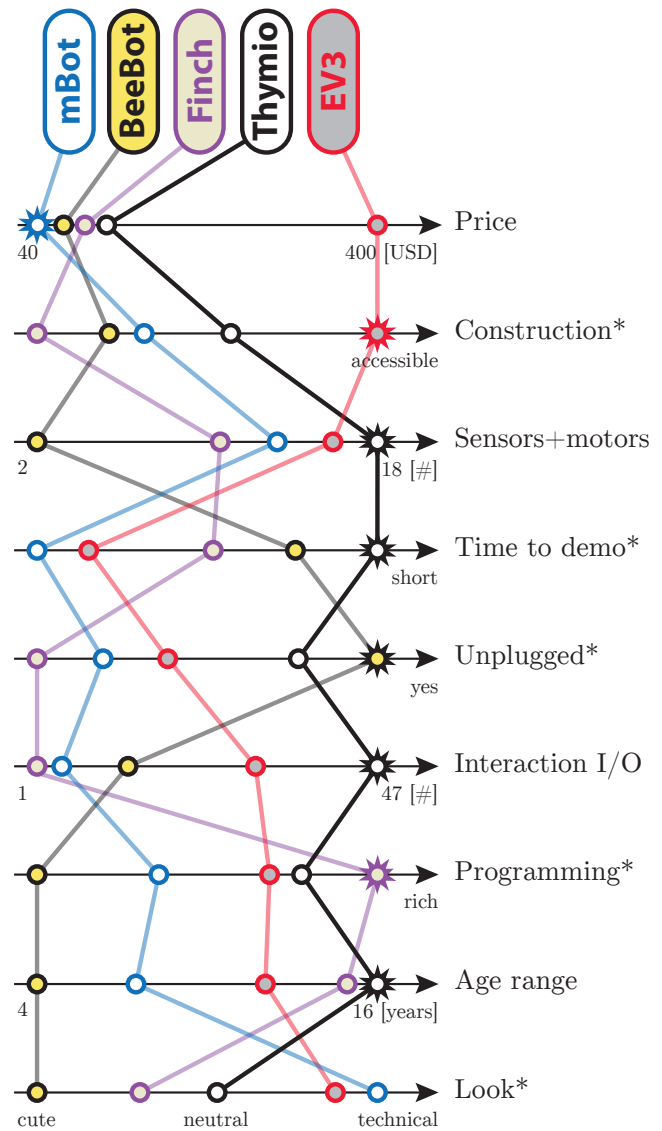 mBot
BeeBot
Finch
Thymio
EV3
Price
40
400 [USD]
Construction*
accessible
Sensors+motors
2
18 [#]
Time to demo*
short
Unplugged*
yes
Interaction I/O
1
47 [#]
Programming*
rich
Age range
4
16 [years]
Look*
cute
neutral
technical